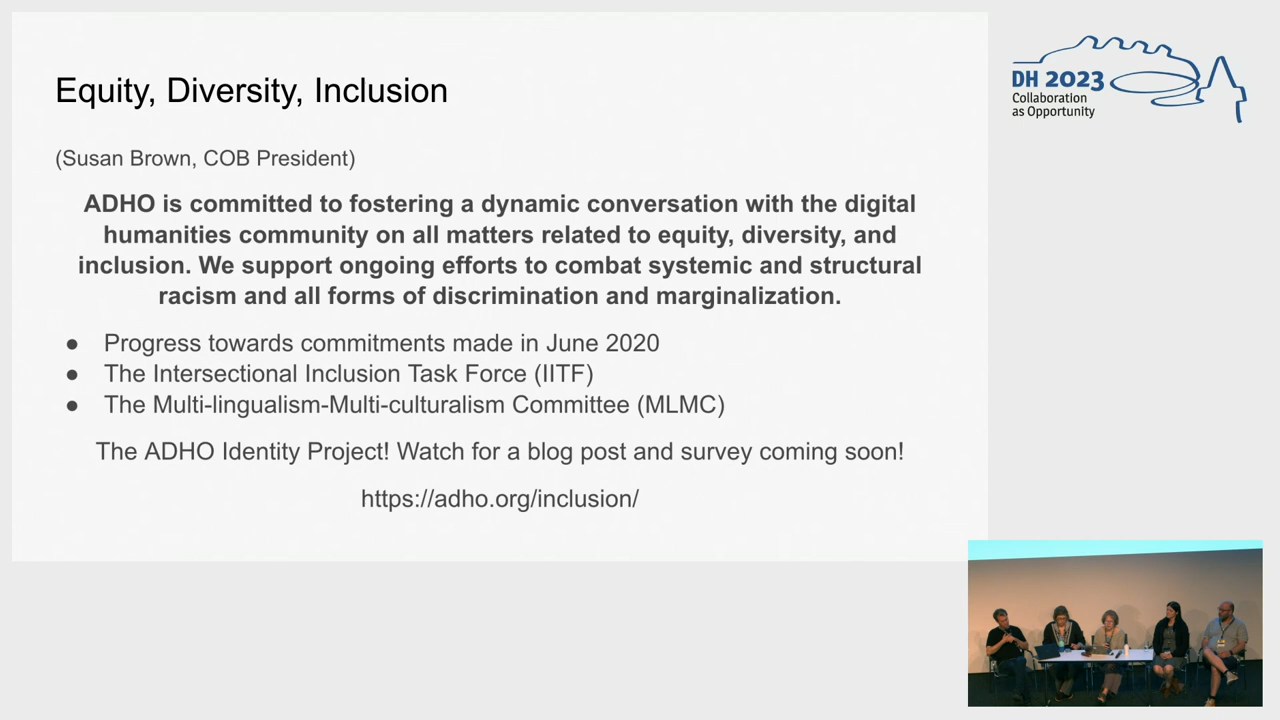 Equity, Diversity, Inclusion
(Susan Brown, COB President)
ADHO is committed to fostering a dynamic conversation with the digital
humanities community on all matters related to equity, diversity, and
inclusion. We support ongoing efforts to combat systemic and structural
racism and all forms of discrimination and marginalization.
● Progress towards commitments made in June 2020
● The Intersectional Inclusion Task Force (IITF)
● The Multi-lingualism-Multi-culturalism Committee (MLMC)
The ADHO Identity Project! Watch for a blog post and survey coming soon!
https://adho.org/inclusion/
DH 2023
Collaboration
as Opportunity